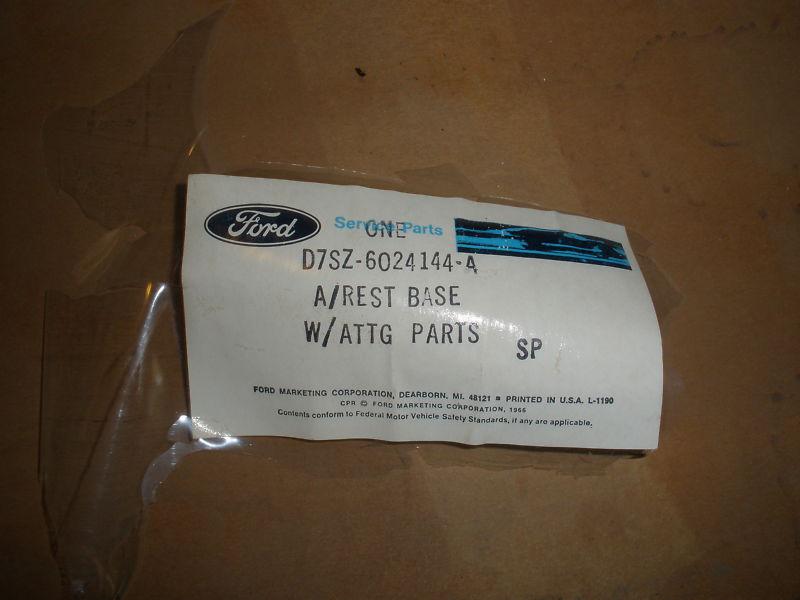 Ford Service Parts
ONE
D7SZ-6024144-A
A/REST BASE
W/ATTG PARTS
SP
FORD MARKETING CORPORATION, DEARBORN, MI. 48121 PRINTED IN U.S.A. L-1190
CPR © FORD MARKETING CORPORATION, 1966
Contents conform to Federal Motor Vehicle Safety Standards, if any are applicable.